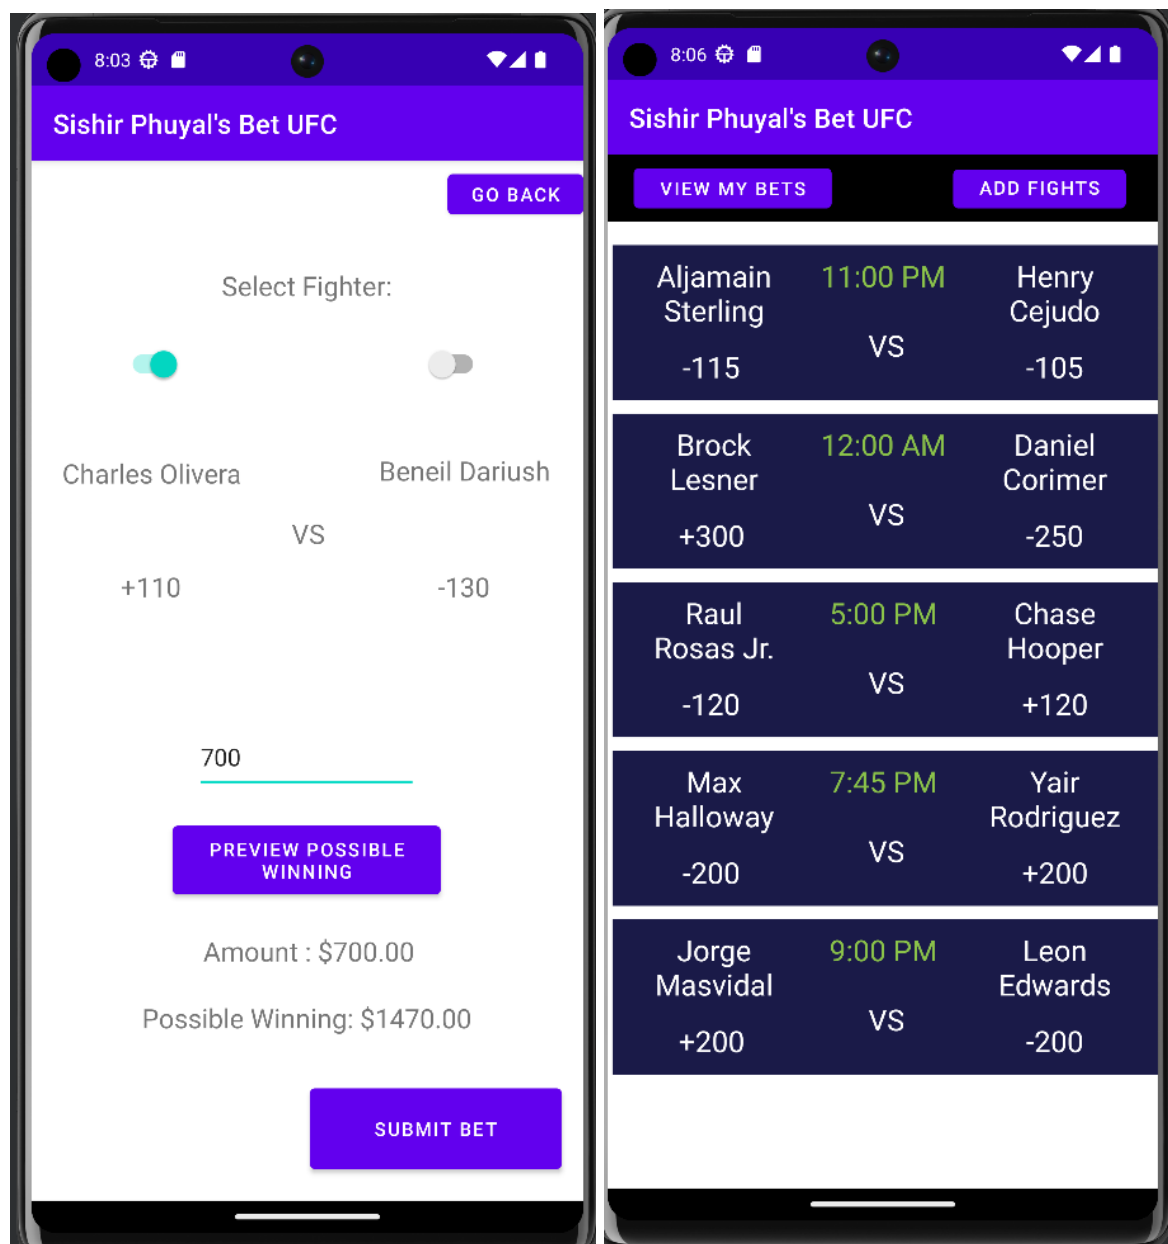 8:03
Sishir Phuyal's Bet UFC
GO BACK
Select Fighter:
Charles Olivera
Beneil Dariush
VS
+110
-130
700
PREVIEW POSSIBLE
WINNING
Amount : $700.00
Possible Winning: $1470.00
SUBMIT BET
8:06
Sishir Phuyal's Bet UFC
VIEW MY BETS
ADD FIGHTS
Aljamain
Sterling
-115
11:00 PM
VS
Henry
Cejudo
-105
Brock
Lesner
+300
12:00 AM
VS
Daniel
Corimer
-250
Raul
Rosas Jr.
-120
5:00 PM
VS
Chase
Hooper
+120
Max
Halloway
-200
7:45 PM
VS
Yair
Rodriguez
+200
Jorge
Masvidal
+200
9:00 PM
VS
Leon
Edwards
-200